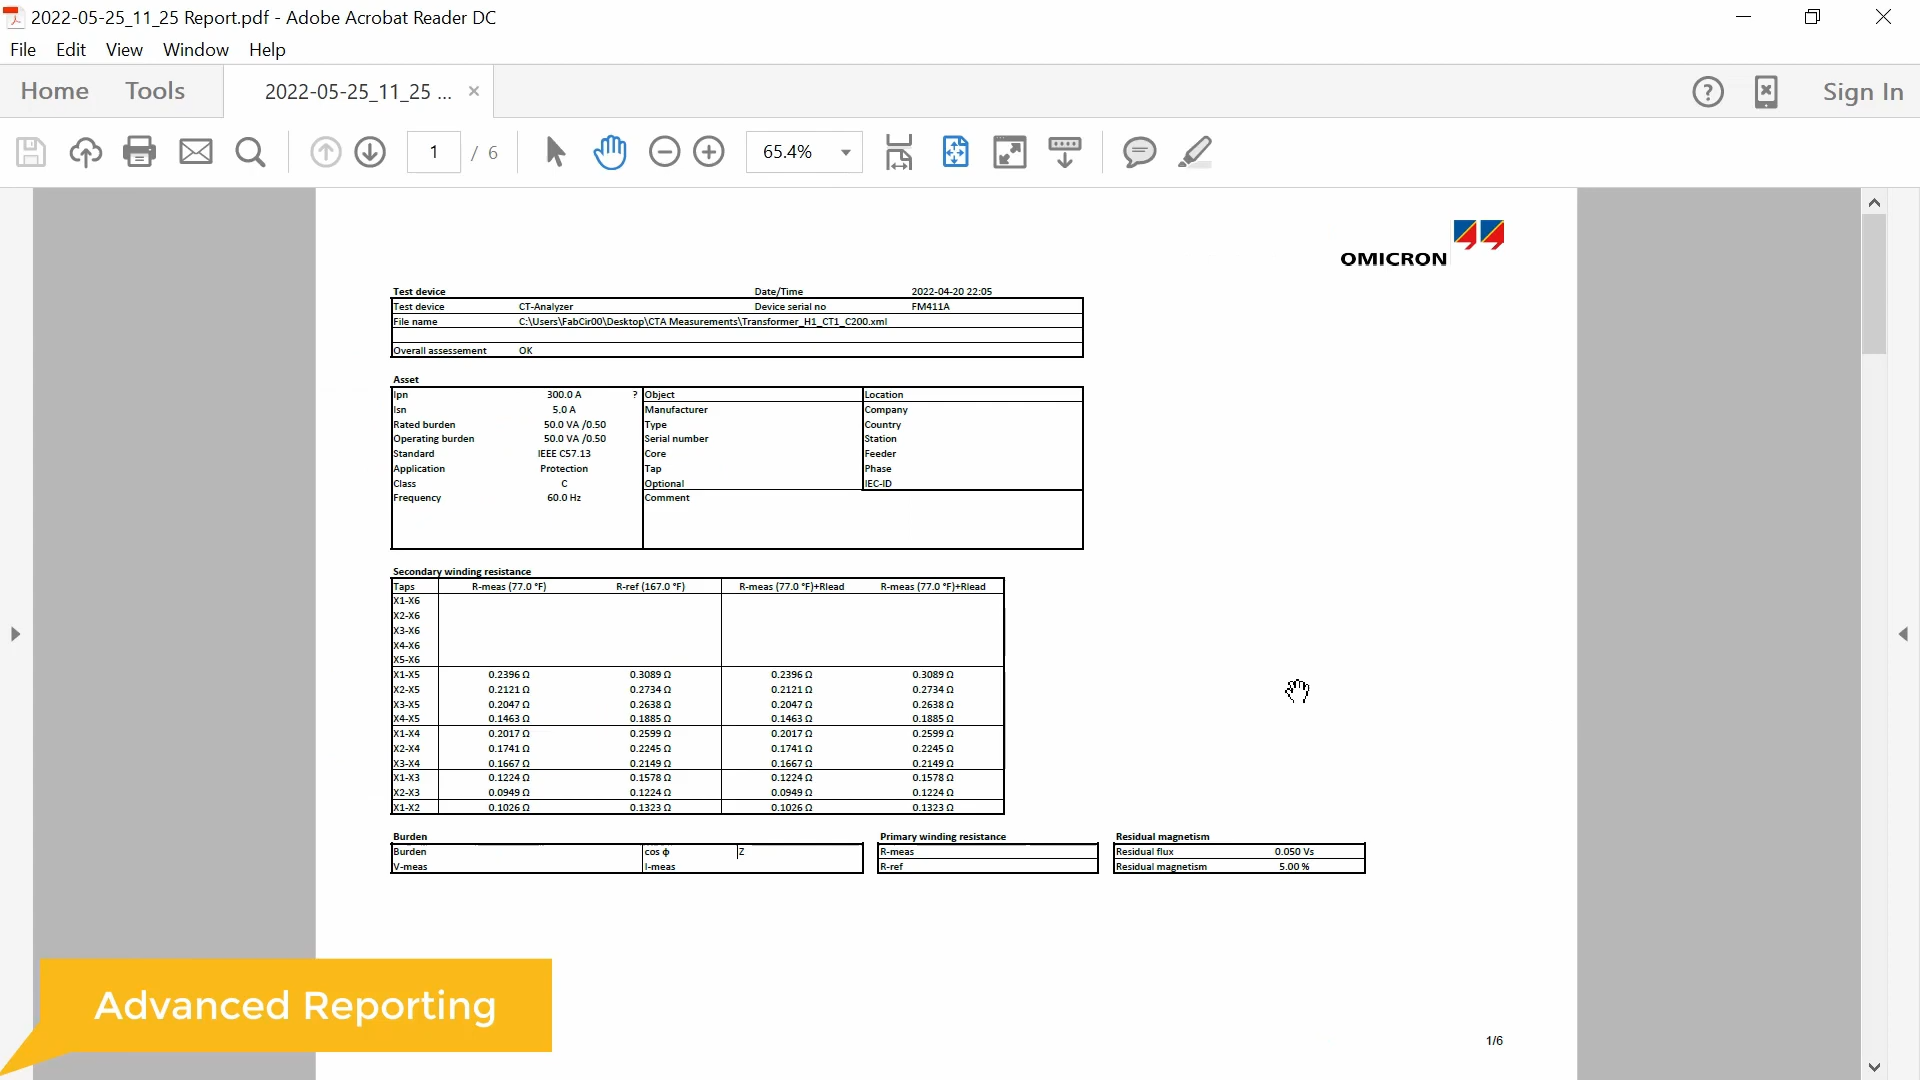 2022-05-25_11_25 Report.pdf - Adobe Acrobat Reader DC
File Edit View Window Help
Home Tools 2022-05-25_11_25 ... × Sign In
1 / 6 65.4%
OMICRON
Test device Date/Time 2022-04-20 22:05
Test device CT-Analyzer Device serial no FM411A
File name C:\Users\FabCir00\Desktop\CTA Measurements\Transformer_H1_CT1_C200.xml
Overall assessement OK
Asset
Ipn 300.0 A ? Object Location
Isn 5.0 A Manufacturer Company
Rated burden 50.0 VA /0.50 Type Country
Operating burden 50.0 VA /0.50 Serial number Station
Standard IEEE C57.13 Core Feeder
Application Protection Tap Phase
Class C Optional IEC-ID
Frequency 60.0 Hz Comment
Secondary winding resistance
Taps R-meas (77.0 °F) R-ref (167.0 °F) R-meas (77.0 °F)+Rlead R-meas (77.0 °F)+Rlead
X1-X6
X2-X6
X3-X6
X4-X6
X5-X6
X1-X5 0.2396 Ω 0.3089 Ω 0.2396 Ω 0.3089 Ω
X2-X5 0.2121 Ω 0.2734 Ω 0.2121 Ω 0.2734 Ω
X3-X5 0.2047 Ω 0.2638 Ω 0.2047 Ω 0.2638 Ω
X4-X5 0.1463 Ω 0.1885 Ω 0.1463 Ω 0.1885 Ω
X1-X4 0.2017 Ω 0.2599 Ω 0.2017 Ω 0.2599 Ω
X2-X4 0.1741 Ω 0.2245 Ω 0.1741 Ω 0.2245 Ω
X3-X4 0.1667 Ω 0.2149 Ω 0.1667 Ω 0.2149 Ω
X1-X3 0.1224 Ω 0.1578 Ω 0.1224 Ω 0.1578 Ω
X2-X3 0.0949 Ω 0.1224 Ω 0.0949 Ω 0.1224 Ω
X1-X2 0.1026 Ω 0.1323 Ω 0.1026 Ω 0.1323 Ω
Burden Primary winding resistance Residual magnetism
Burden cos ϕ Z R-meas Residual flux 0.050 Vs
V-meas I-meas R-ref Residual magnetism 5.00 %
Advanced Reporting
1/6